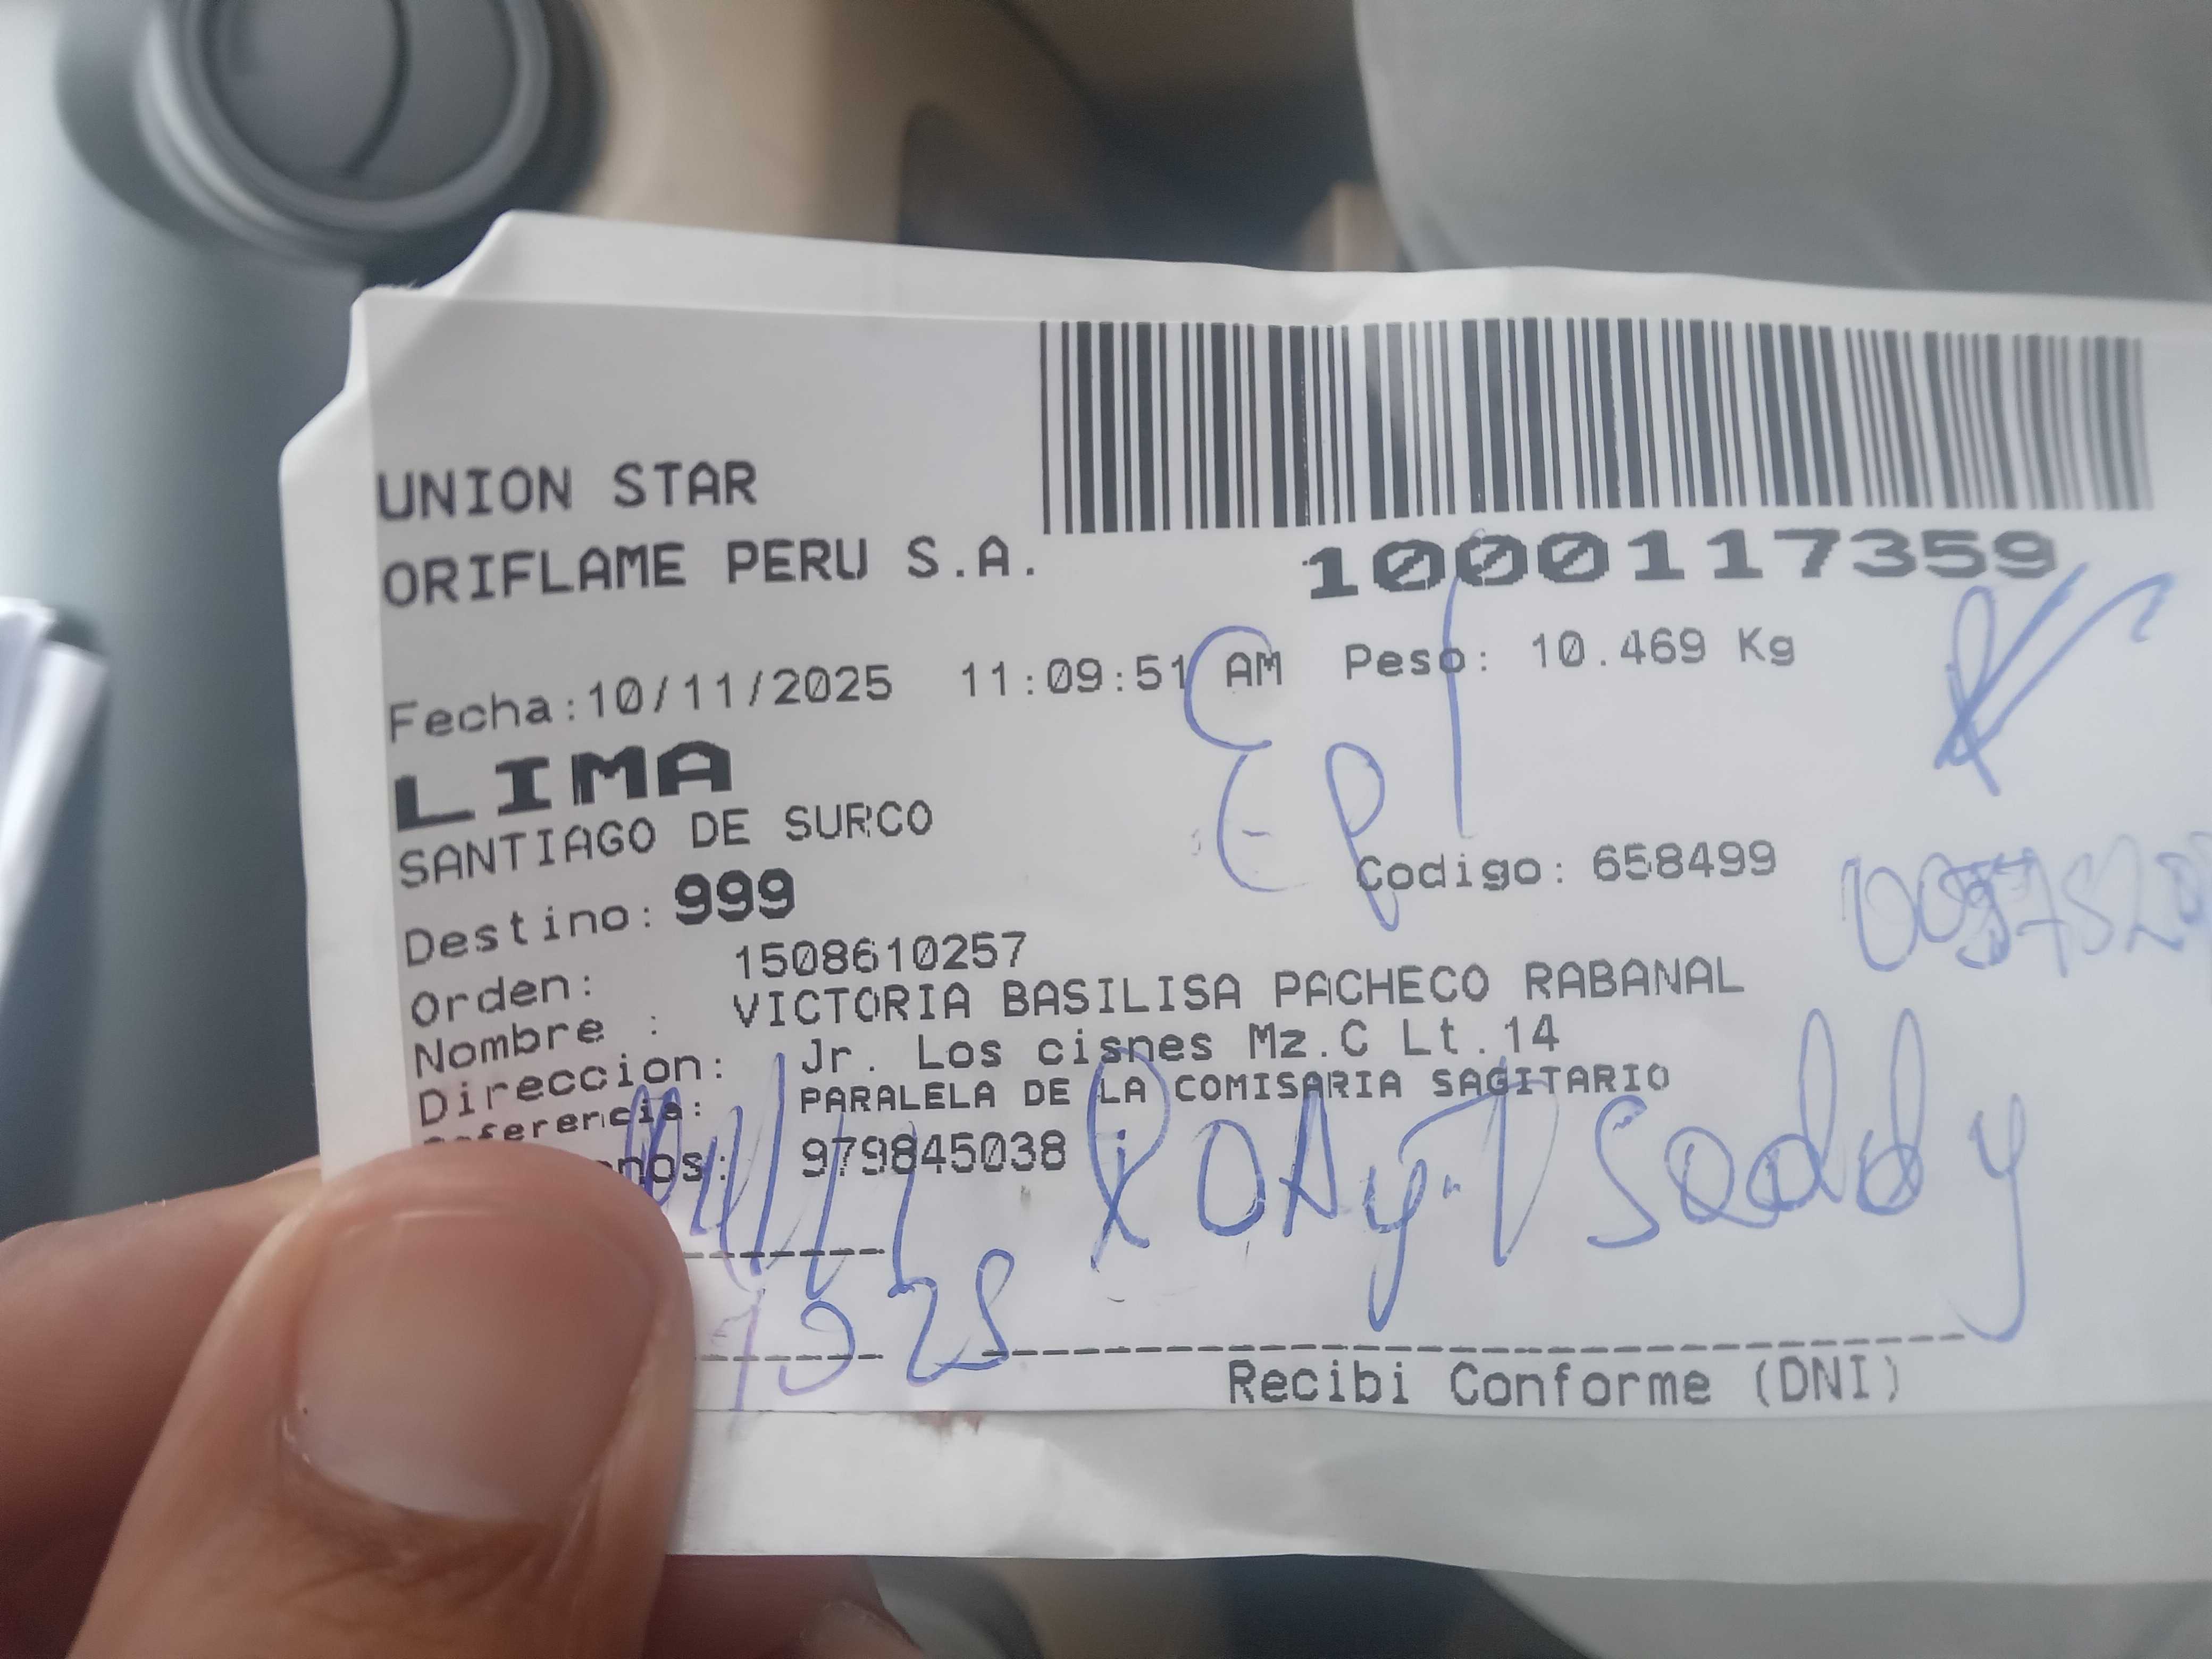 UNION STAR
ORIFLAME PERU S.A.
1000117359
Fecha:10/11/2025 11:09:51 AM Peso: 10.469 Kg
LIMA
SANTIAGO DE SURCO
Destino: 999 Codigo: 658499
Orden: 1508610257
Nombre : VICTORIA BASILISA PACHECO RABANAL
Direccion: Jr. Los cisnes Mz.C Lt.14
PARALELA DE LA COMISARIA SAGITARIO
979845038
Recibi Conforme (DNI)